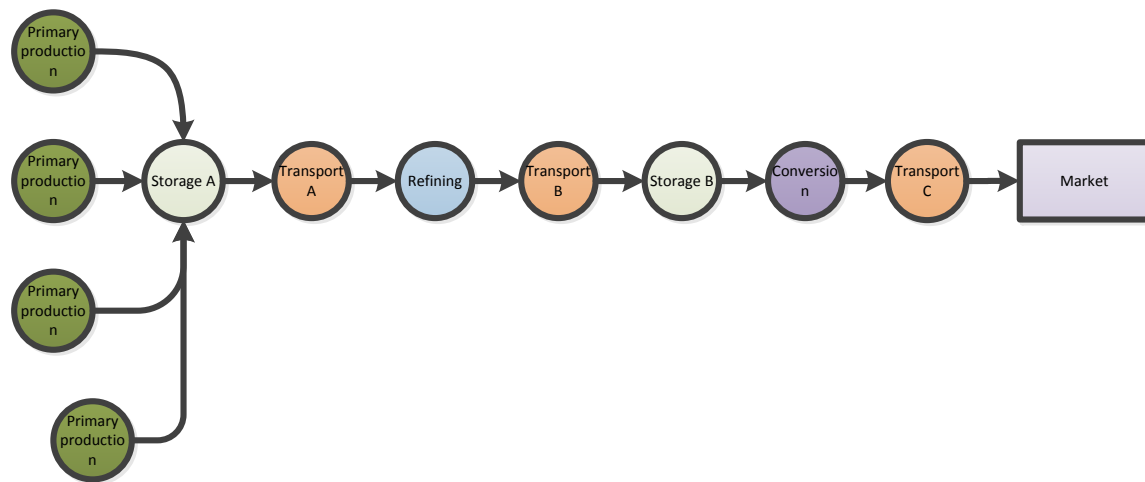 Primary
productio
n
Primary
productio
n
Storage A
Transport
A
Refining
Transport
B
Storage B
Conversio
n
Transport
C
Market
Primary
productio
n
Primary
productio
n